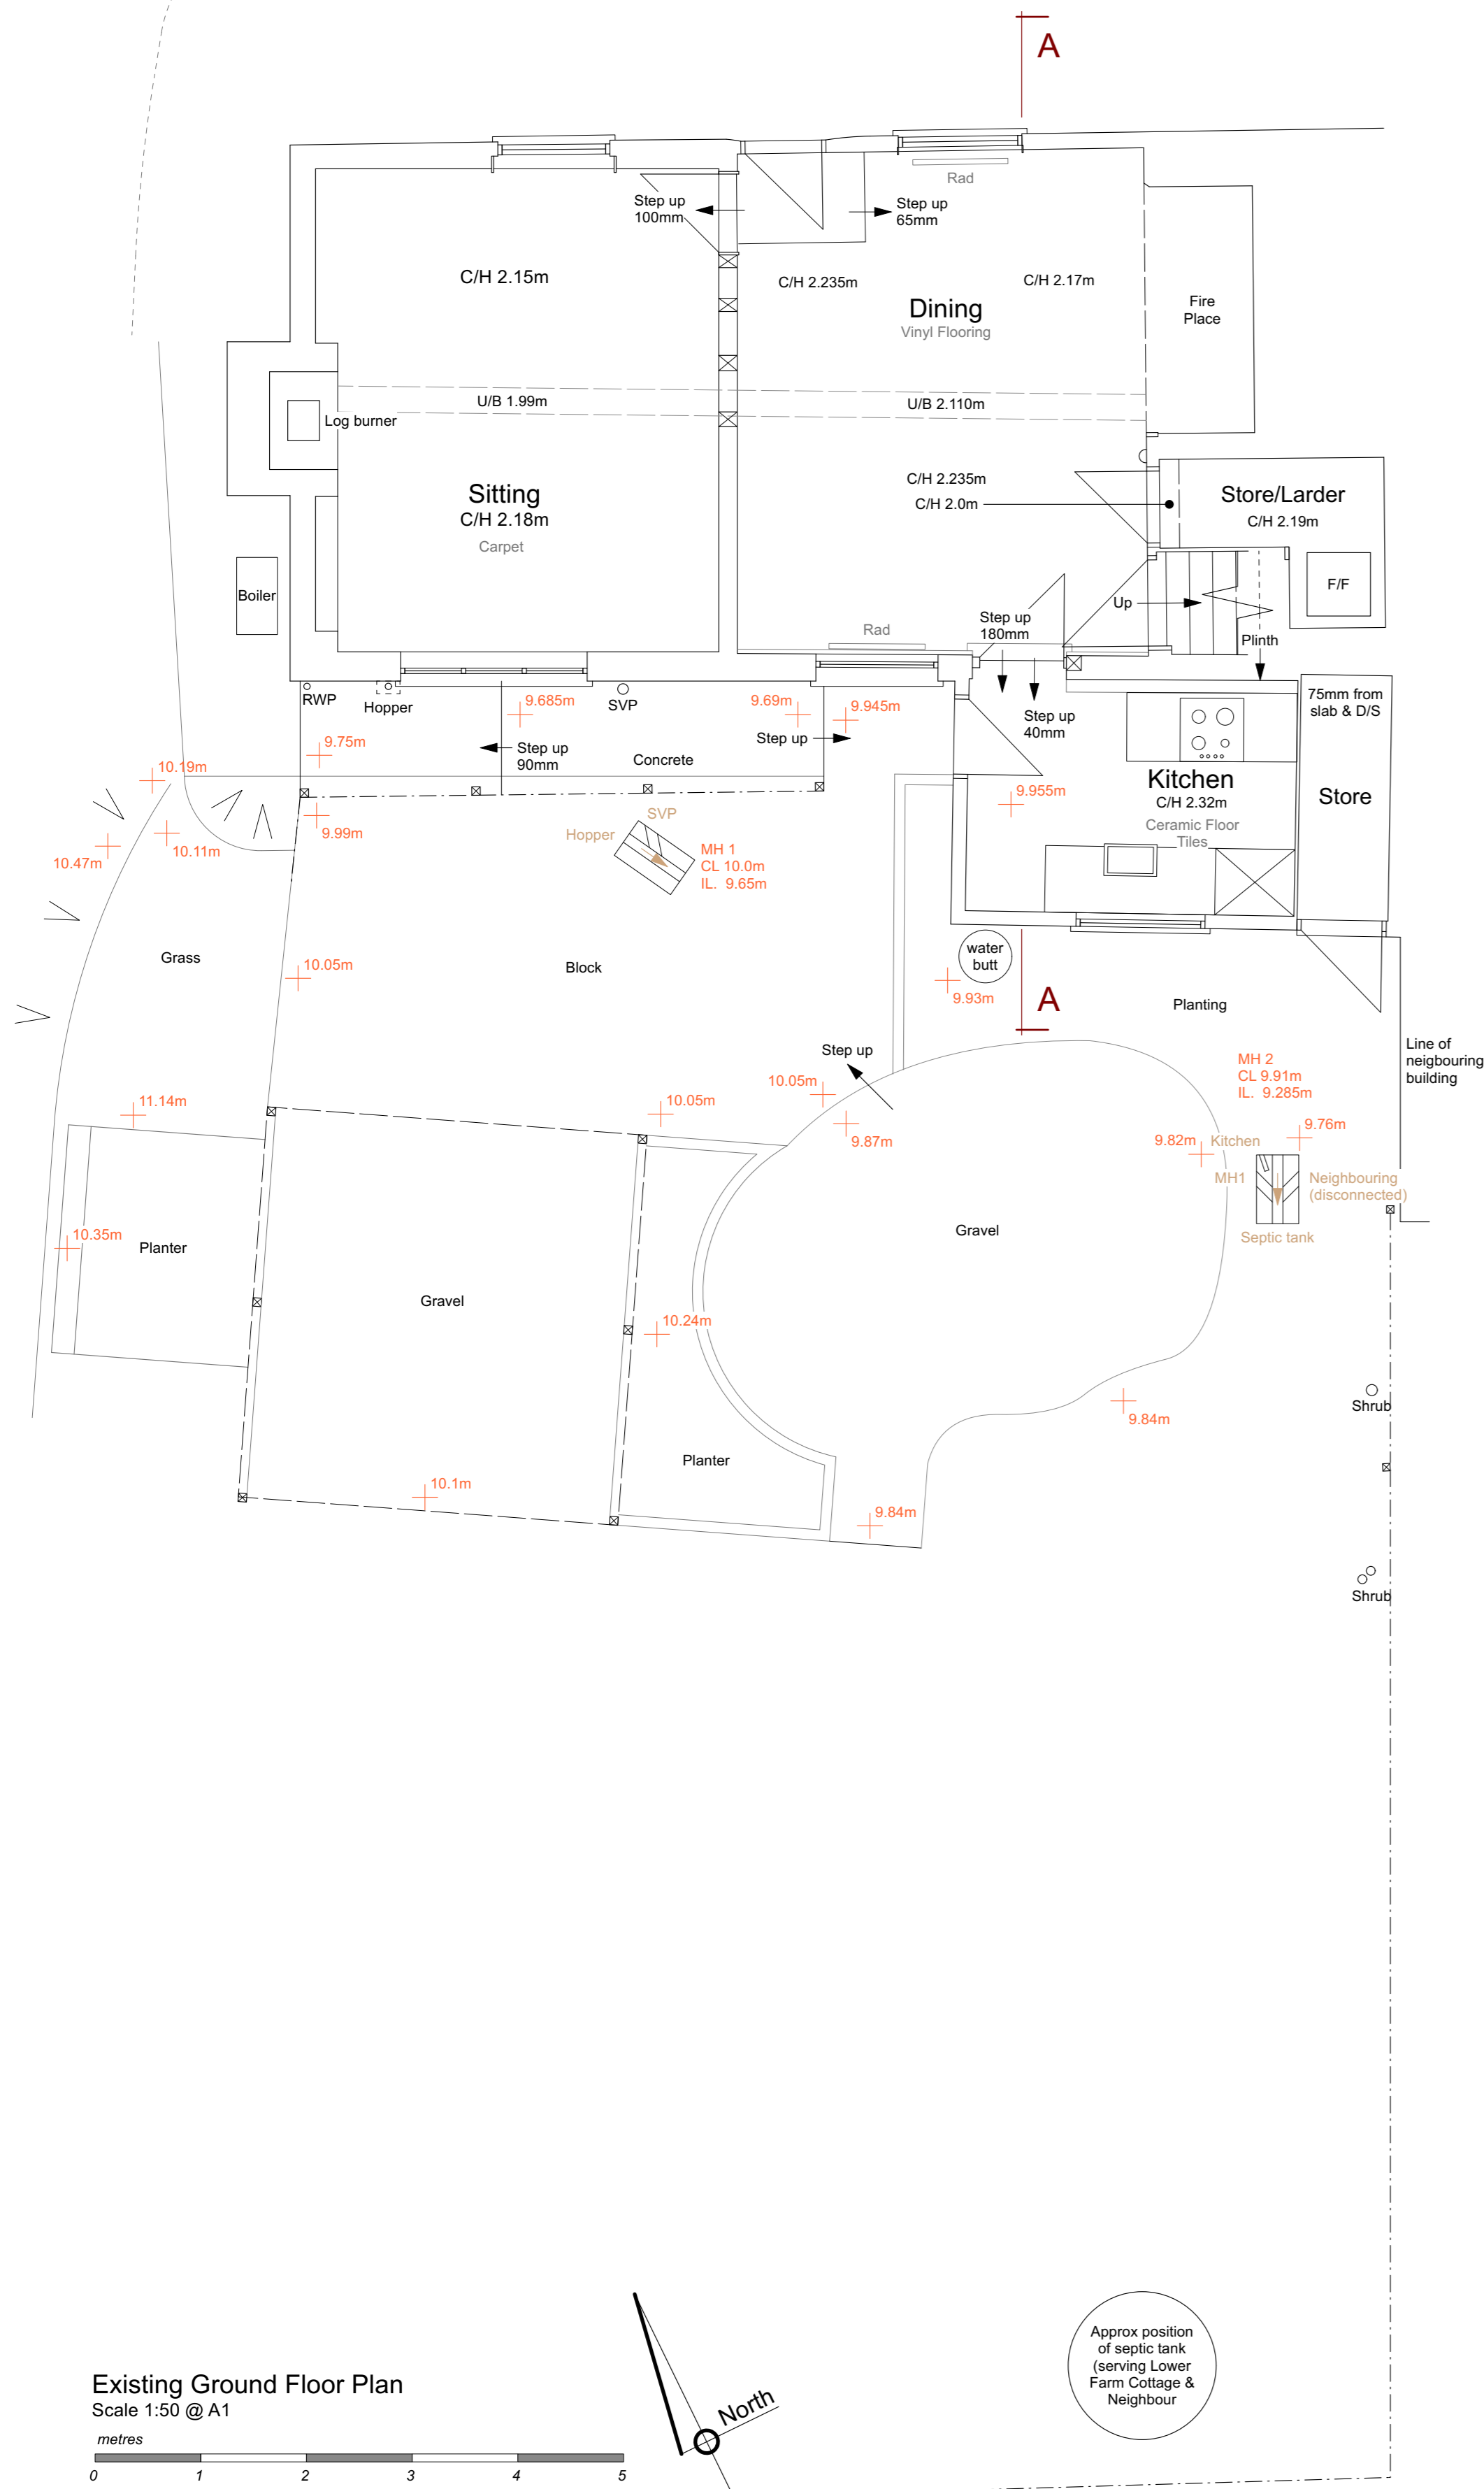 A
Rad
Step up
100mm
Step up
65mm
C/H 2.15m
C/H 2.235m
C/H 2.17m
Dining
Vinyl Flooring
Fire
Place
U/B 1.99m
U/B 2.110m
Log burner
C/H 2.235m
C/H 2.0m
Sitting
C/H 2.18m
Carpet
Store/Larder
C/H 2.19m
Boiler
F/F
Up
Step up
180mm
Rad
Plinth
RWP
Hopper
9.685m
SVP
9.69m
9.945m
Step up
40mm
75mm from
slab & D/S
9.75m
Step up
90mm
Concrete
Step up
Kitchen
C/H 2.32m
Ceramic Floor
Tiles
Store
10.19m
9.955m
9.99m
SVP
Hopper
10.47m
10.11m
MH 1
CL 10.0m
IL. 9.65m
Grass
10.05m
Block
water
butt
9.93m
A
Planting
Step up
Line of
neigbouring
building
MH 2
CL 9.91m
IL. 9.285m
10.05m
10.05m
11.14m
9.87m
9.82m
Kitchen
9.76m
MH1
Neighbouring
(disconnected)
Septic tank
10.35m
Planter
Gravel
Gravel
10.24m
Shrub
9.84m
Planter
10.1m
9.84m
Shrub
Approx position
of septic tank
(serving Lower
Farm Cottage &
Neighbour
Existing Ground Floor Plan
Scale 1:50 @ A1
North
metres
0 1 2 3 4 5